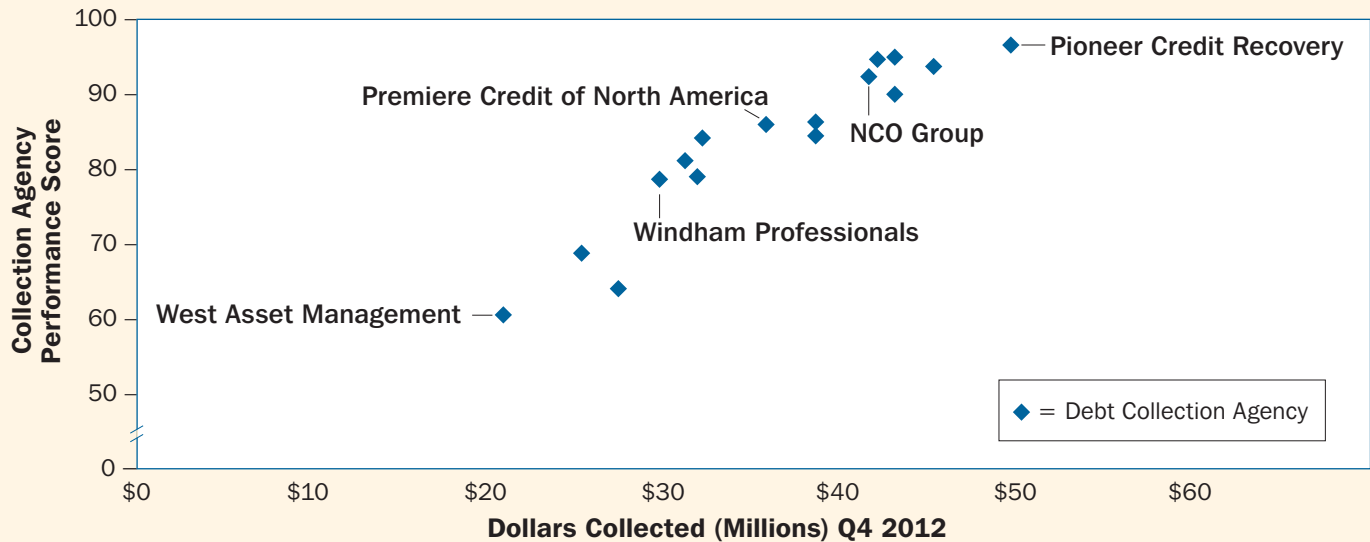 Collection Agency
Performance Score
100
90
80
70
60
50
0
Pioneer Credit Recovery
Premiere Credit of North America
NCO Group
Windham Professionals
West Asset Management
= Debt Collection Agency
$0
$10
$20
$30
$40
$50
$60
Dollars Collected (Millions) Q4 2012